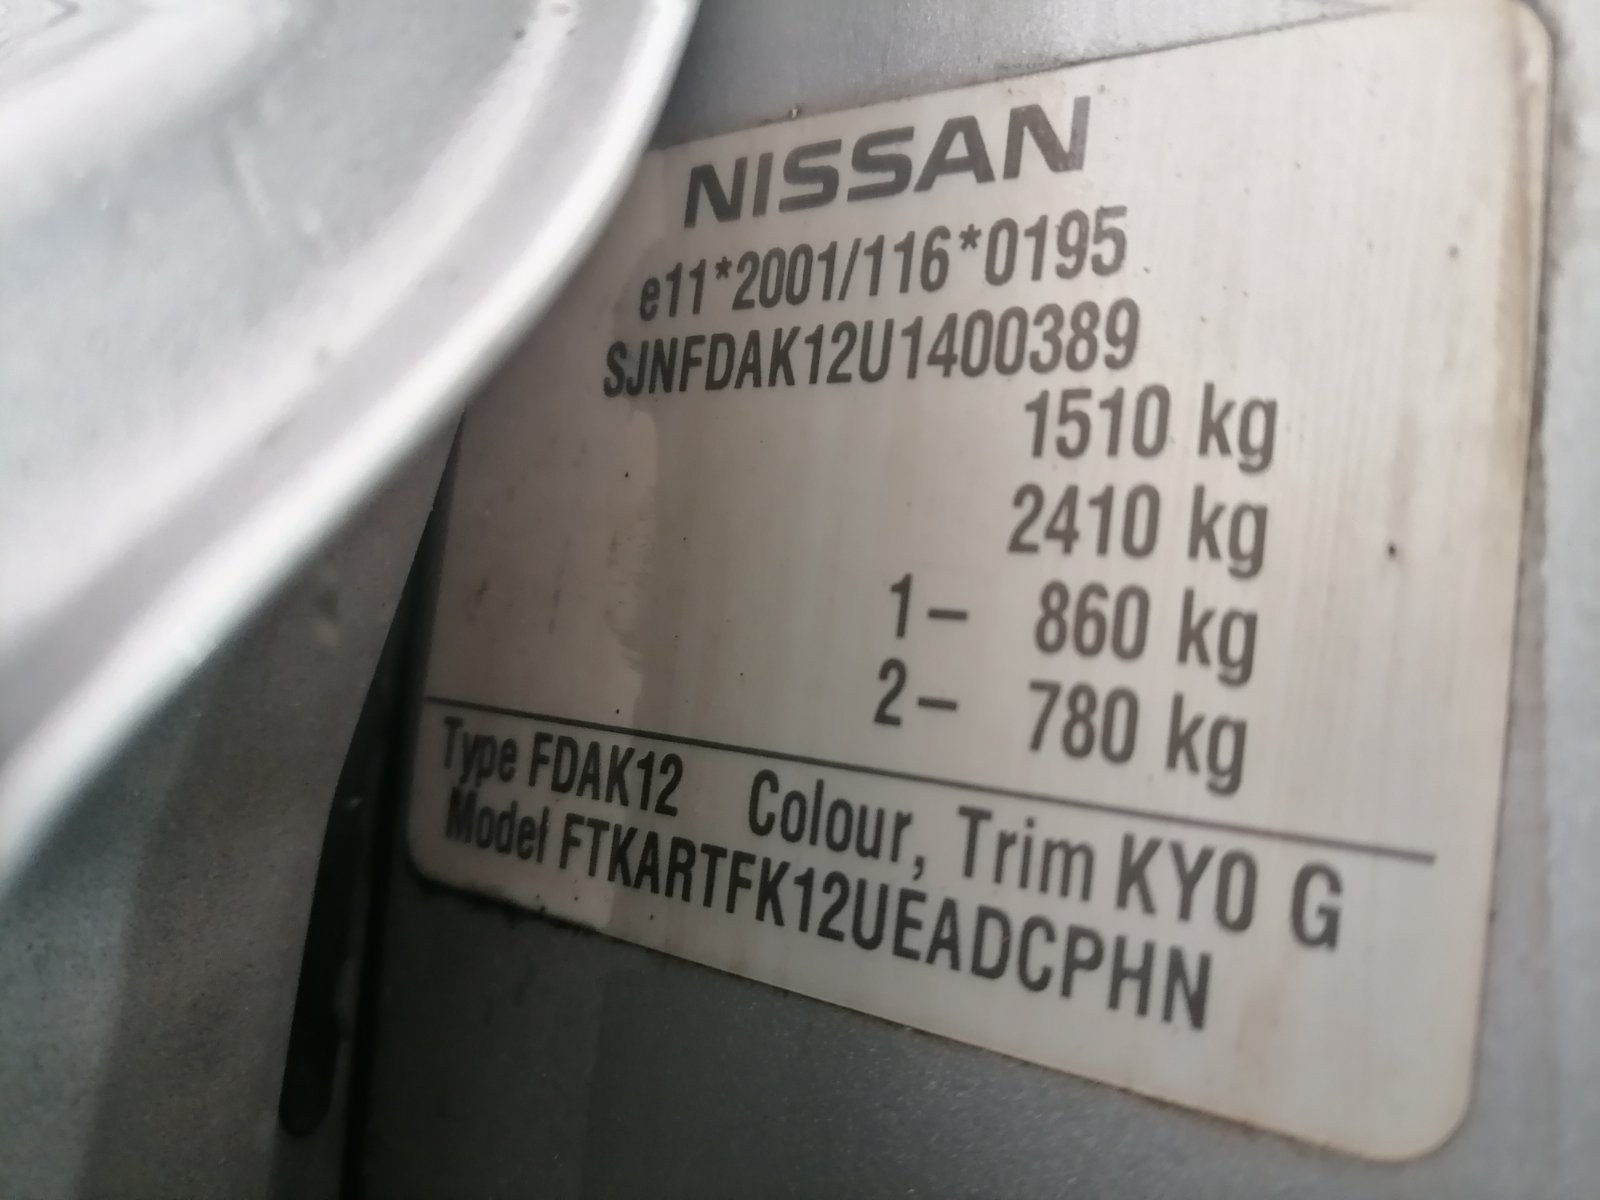 NISSAN
e11*2001/116*0195
SJNFDAK12U1400389
1510 kg
2410 kg
1- 860 kg
2- 780 kg
Type FDAK12 Colour, Trim KY0 G
Model FTKARTFK12UEADCPHN